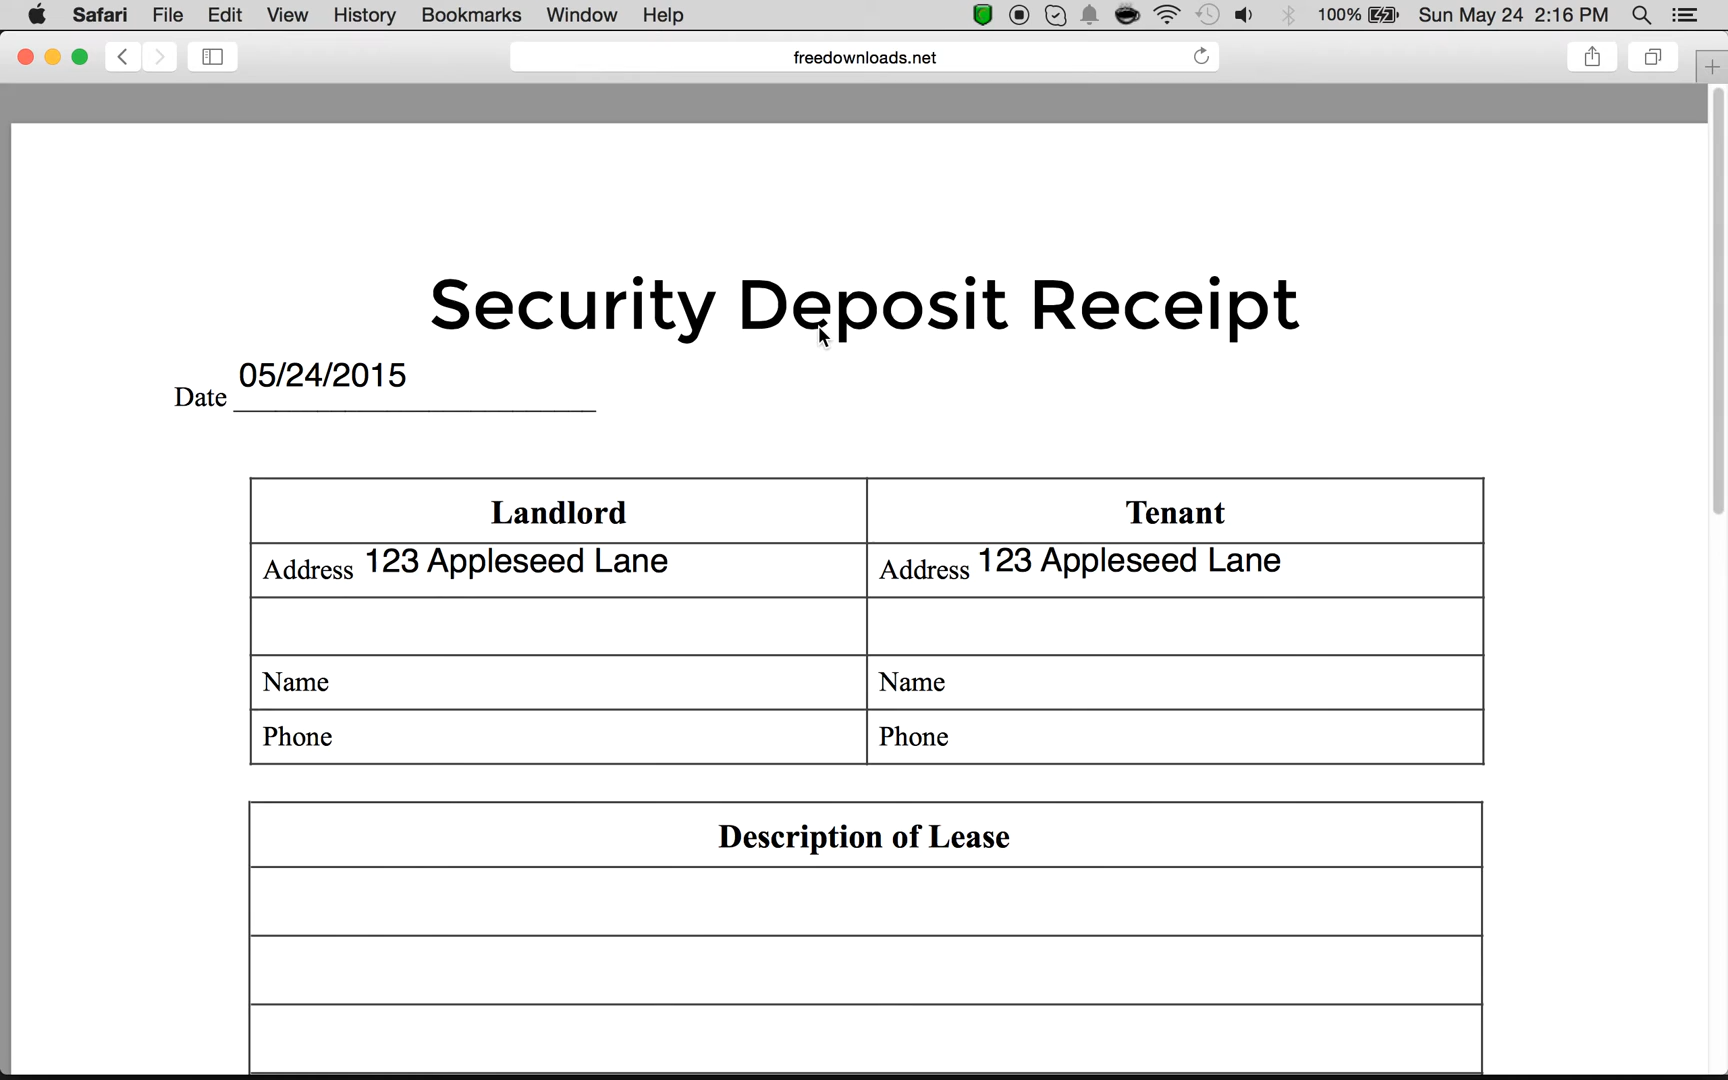 Safari File Edit View History Bookmarks Window Help 100% Sun May 24 2:16 PM
freedownloads.net
Security Deposit Receipt
Date 05/24/2015
Landlord Tenant
Address 123 Appleseed Lane Address 123 Appleseed Lane
Name Name
Phone Phone
Description of Lease